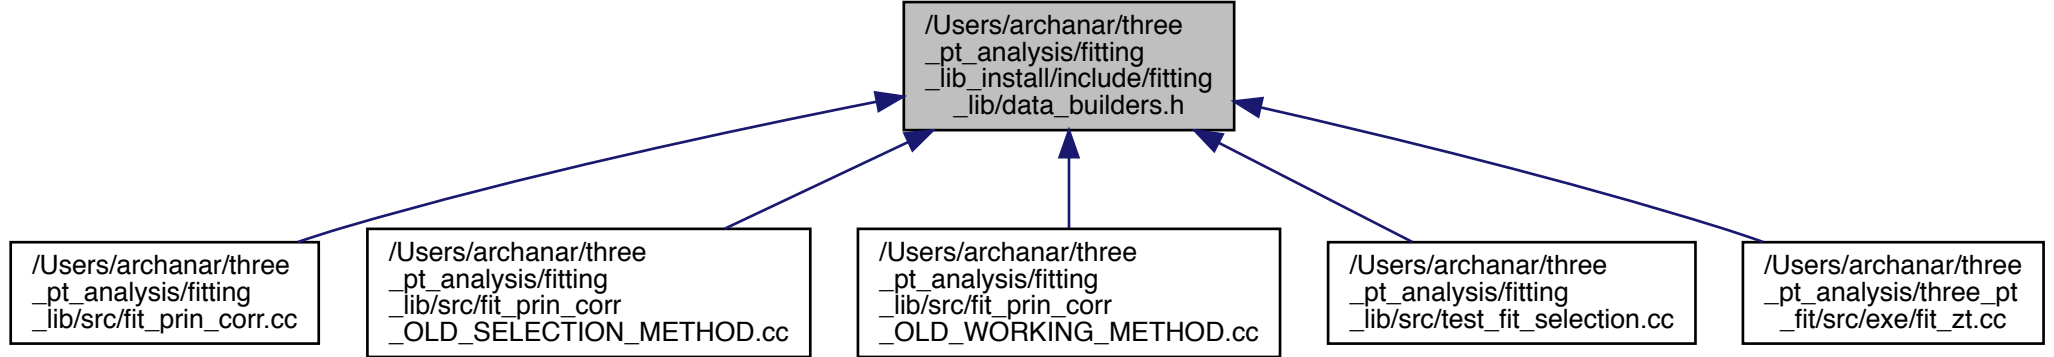 /Users/archanar/three
_pt_analysis/fitting
_lib_install/include/fitting
_lib/data_builders.h
/Users/archanar/three
_pt_analysis/fitting
_lib/src/fit_prin_corr.cc
/Users/archanar/three
_pt_analysis/fitting
_lib/src/fit_prin_corr
_OLD_SELECTION_METHOD.cc
/Users/archanar/three
_pt_analysis/fitting
_lib/src/fit_prin_corr
_OLD_WORKING_METHOD.cc
/Users/archanar/three
_pt_analysis/fitting
_lib/src/test_fit_selection.cc
/Users/archanar/three
_pt_analysis/three_pt
_fit/src/exe/fit_zt.cc